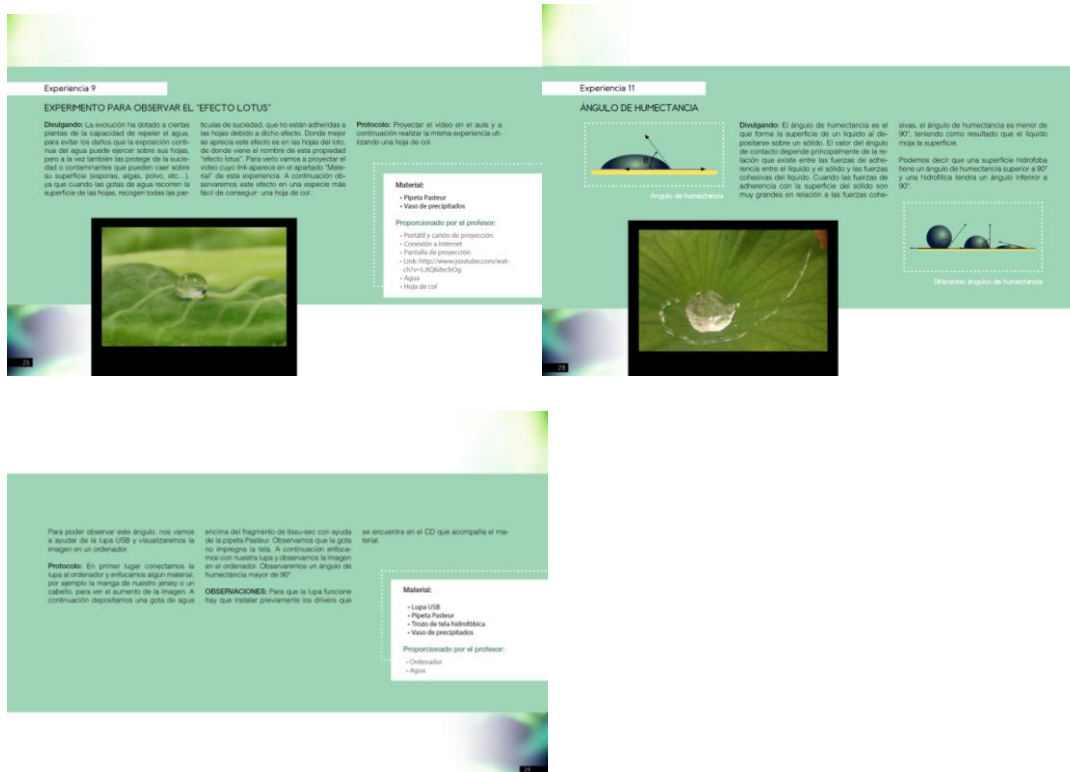 Experiencia 9
EXPERIMENTO PARA OBSERVAR EL "EFECTO LOTUS"
Divulgando: La evolución ha dotado a ciertas
plantas de la capacidad de repeler el agua,
para evitar los daños que la exposición conti-
nua del agua puede ejercer sobre sus hojas,
pero a la vez también las protege de la sucie-
dad o contaminantes que pueden caer sobre
su superficie (esporas, algas, polvo, etc...),
ya que cuando las gotas de agua recorren la
superficie de las hojas, recogen todas las par-
tículas de suciedad, que no están adheridas a
las hojas debido a dicho efecto. Donde mejor
se aprecia este efecto es en las hojas del loto,
de donde viene el nombre de esta propiedad
"efecto lotus". Para verlo vamos a proyectar el
video cuyo link aparece en el apartado "Mate-
rial" de esta experiencia. A continuación ob-
servaremos este efecto en una especie más
fácil de conseguir: una hoja de col.
Protocolo: Proyectar el video en el aula y a
continuación realizar la misma experiencia uti-
lizando una hoja de col.
Material:
• Pipeta Pasteur
• Vaso de precipitados
Proporcionado por el profesor:
• Portátil y cañón de proyección
• Conexión a Internet
• Pantalla de proyección
• Link: http://www.youtube.com/wat-
• Agua
• Hoja de col
26
Experiencia 11
ÁNGULO DE HUMECTANCIA
θ
Ángulo de humectancia
Divulgando: El ángulo de humectancia es el
que forma la superficie de un líquido al de-
positarse sobre un sólido. El valor del ángulo
de contacto depende principalmente de la re-
lación que existe entre las fuerzas de adhe-
rencia entre el líquido y el sólido y las fuerzas
cohesivas del líquido. Cuando las fuerzas de
adherencia con la superficie del sólido son
muy grandes en relación a las fuerzas cohe-
sivas, el ángulo de humectancia es menor de
90º, teniendo como resultado que el líquido
moja la superficie.
Podemos decir que una superficie hidrófoba
tiene un ángulo de humectancia superior a 90º
y una hidrofílica tendra un ángulo inferiror a
90º.
Diferentes ángulos de humectancia
28
Para poder observar este ángulo, nos vamos
a ayudar de la lupa USB y visualizaremos la
imagen en un ordenador.
Protocolo: En primer lugar conectamos la
lupa al ordenador y enfocamos algún material,
por ejemplo la manga de nuestro jersey o un
cabello, para ver el aumento de la imagen. A
continuación depositamos una gota de agua
encima del fragmento de tissu-sec con ayuda
de la pipeta Pasteur. Observamos que la gota
no impregna la tela. A continuación enfoca-
mos con nuestra lupa y observamos la imagen
en el ordenador. Observaremos un ángulo de
humectáncia mayor de 90º.
OBSERVACIONES: Para que la lupa funcione
hay que instalar previamente los drivers que
se encuentra en el CD que acompaña el ma-
terial.
Material:
• Lupa USB
• Pipeta Pasteur
• Trozo de tela hidrofóbica
• Vaso de precipitados
Proporcionado por el profesor:
• Ordenador
• Agua
29